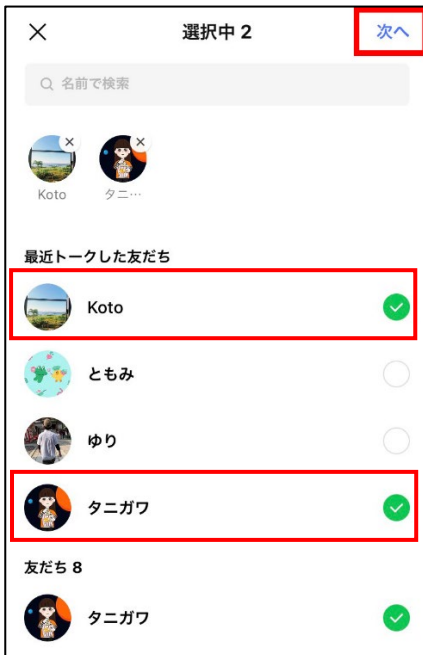 選択中 2
次へ
名前で検索
Koto
タニ…
最近トークした友だち
Koto
ともみ
ゆり
タニガワ
友だち 8
タニガワ